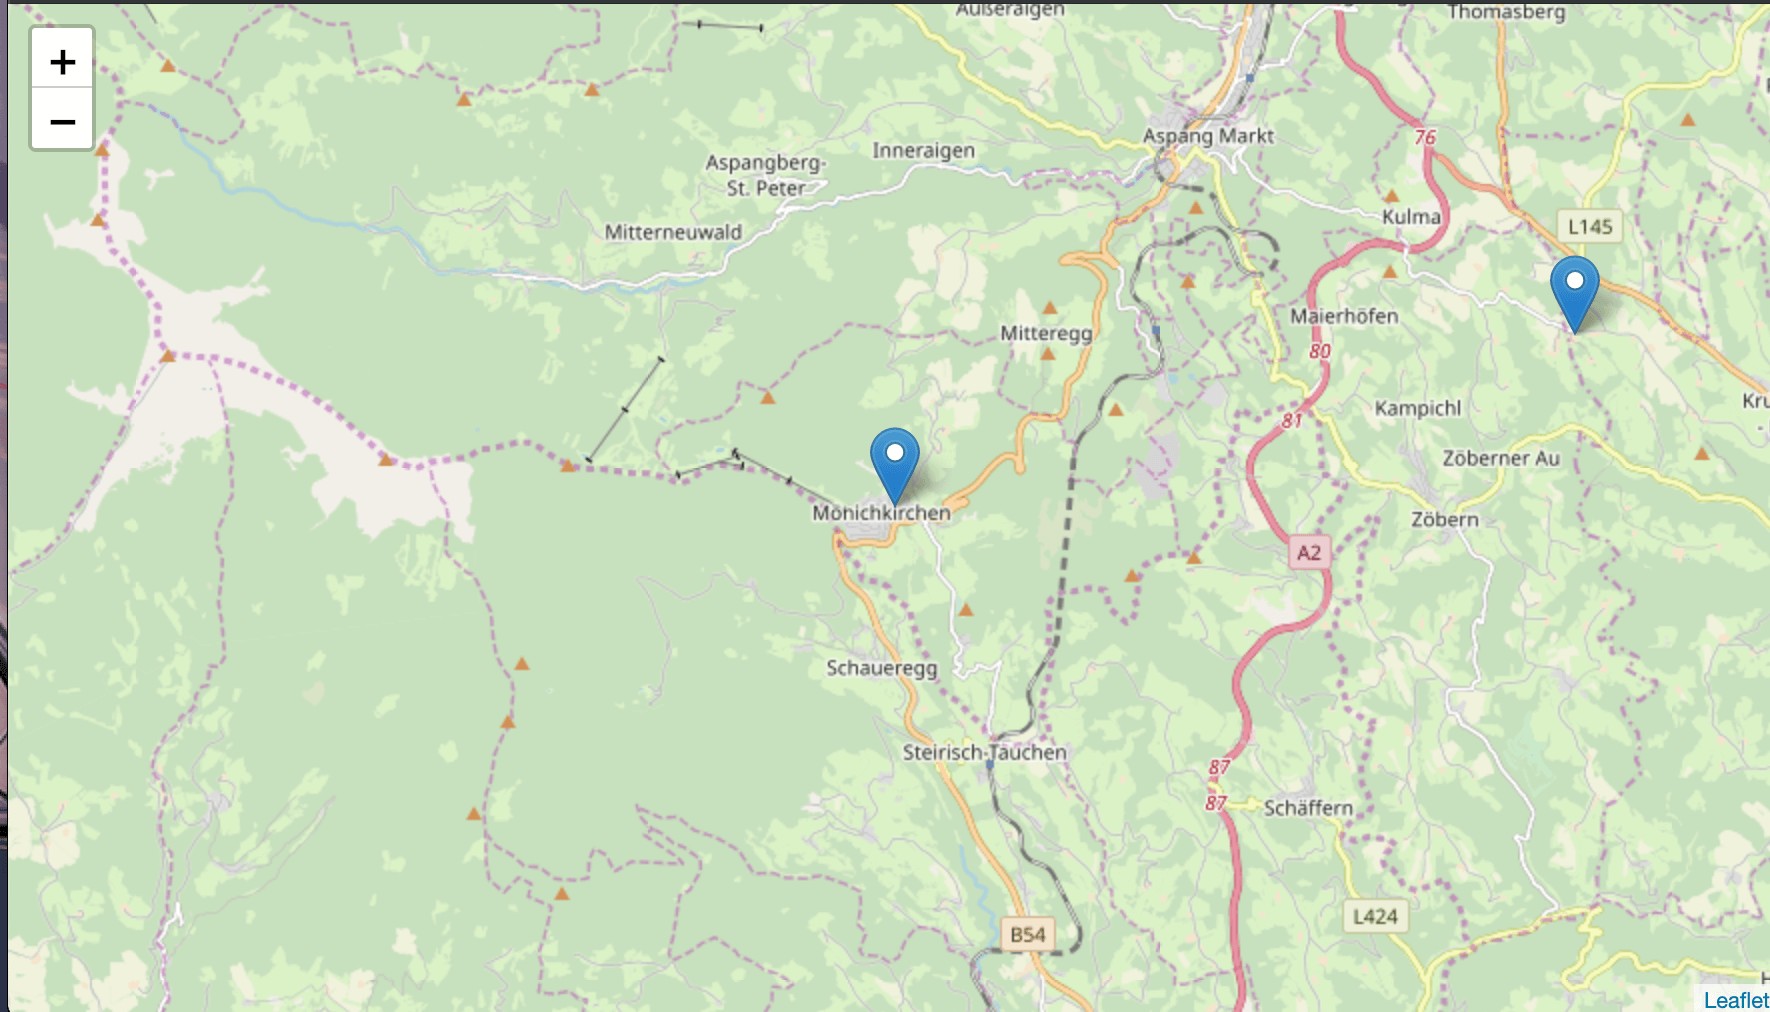 +
−
Außeraigen
Thomasberg
Aspang Markt
76
Inneraigen
Aspangberg-
St. Peter
Mitterneuwald
Kulma
L145
Maierhöfen
Mitteregg
80
Kampichl
81
Kru
Zöberner Au
Mönichkirchen
Zöbern
A2
Schaueregg
Steirisch-Tauchen
87
87
Schäffern
L424
B54
H
Leaflet